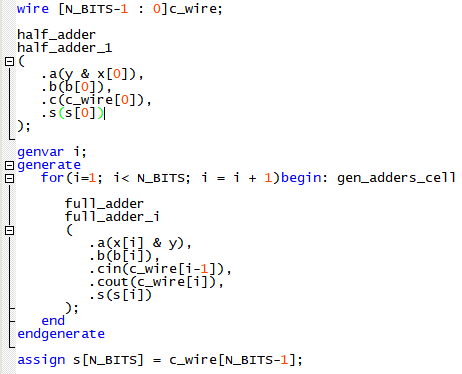 wire [N_BITS-1 : 0]c_wire;
half_adder
half_adder_1
(
.a(y & x[0]),
.b(b[0]),
.c(c_wire[0]),
.s(s[0])
);
genvar i;
generate
for(i=1; i< N_BITS; i = i + 1)begin: gen_adders_cell
full_adder
full_adder_i
(
.a(x[i] & y),
.b(b[i]),
.cin(c_wire[i-1]),
.cout(c_wire[i]),
.s(s[i])
);
end
endgenerate
assign s[N_BITS] = c_wire[N_BITS-1];